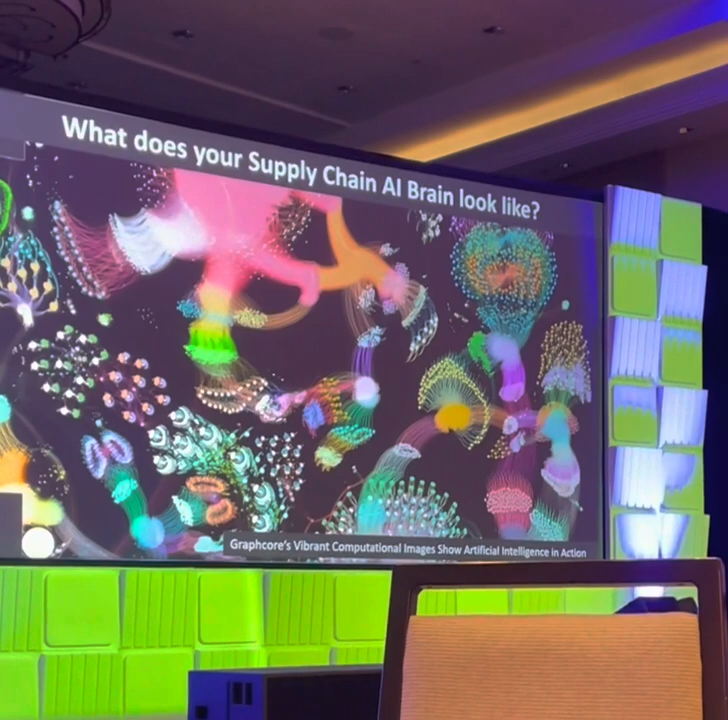 What does your Supply Chain AI Brain look like?
Graphcore's Vibrant Computational Images Show Artificial Intelligence in Action